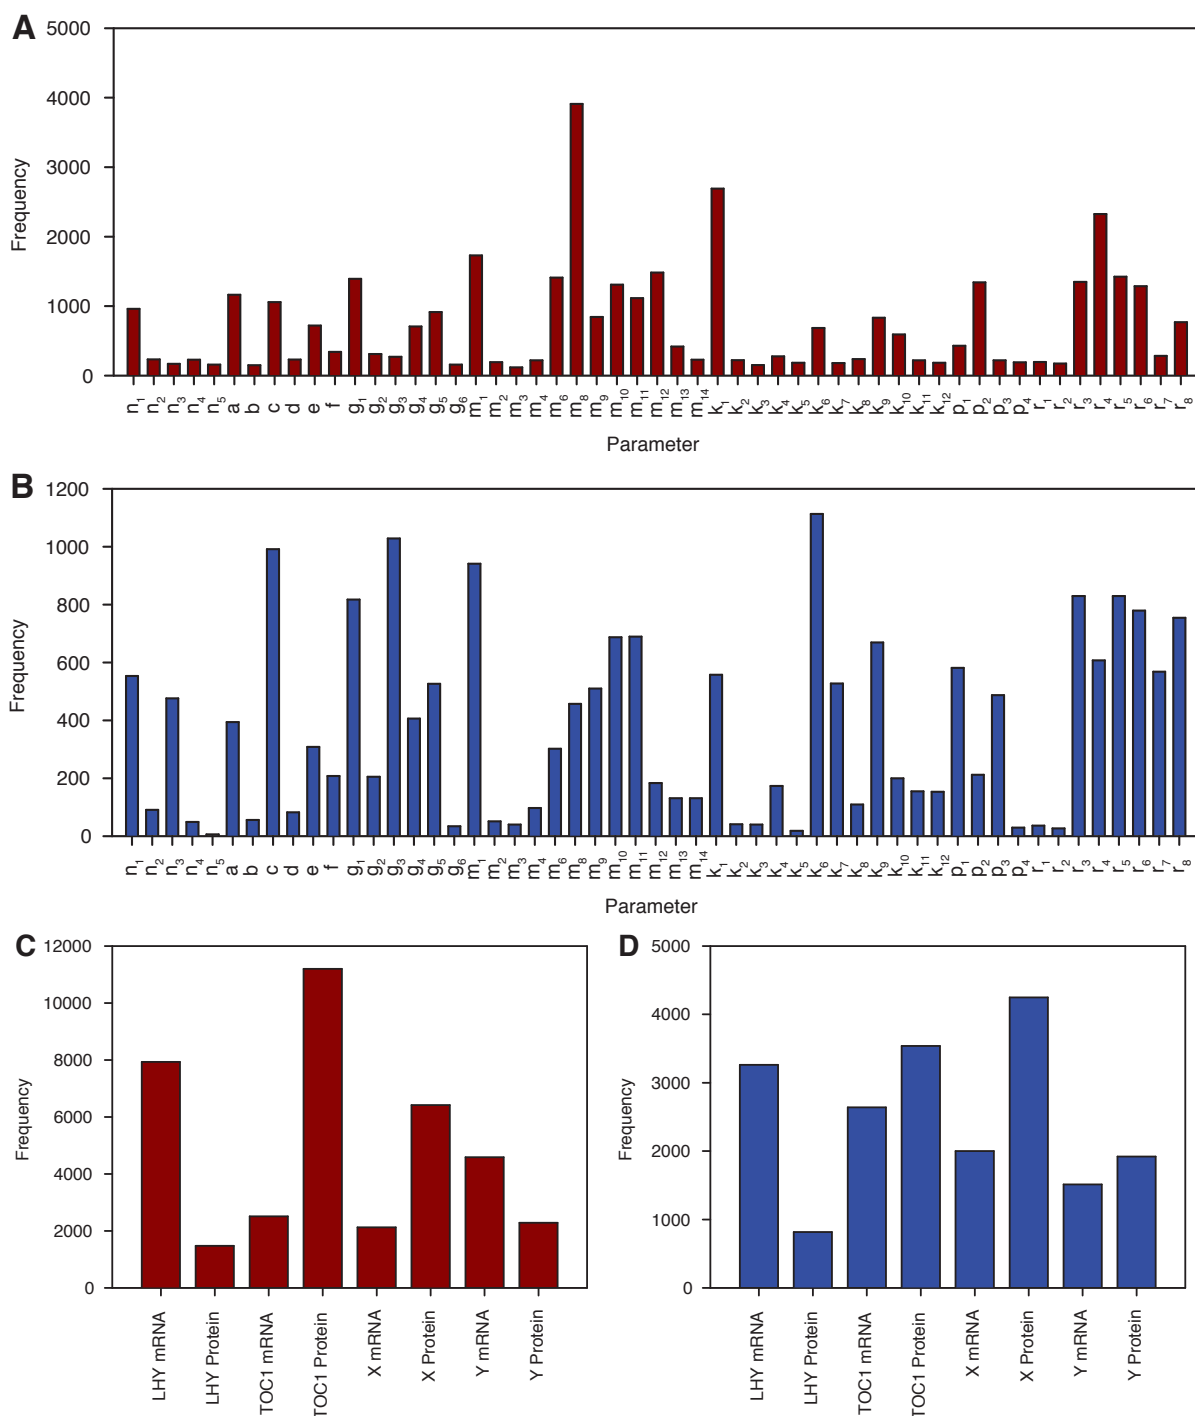 A
5000
4000
3000
2000
1000
0
Frequency
n1 n2 n3 n4 n5 a b c d e f g1 g2 g3 g4 g5 g6 m1 m2 m3 m4 m6 m8 m9 m10 m11 m12 m13 m14 k1 k2 k3 k4 k5 k6 k7 k8 k9 k10 k11 k12 p1 p2 p3 p4 r1 r2 r3 r4 r5 r6 r7 r8
Parameter
B
1200
1000
800
600
400
200
0
Frequency
n1 n2 n3 n4 n5 a b c d e f g1 g2 g3 g4 g5 g6 m1 m2 m3 m4 m6 m8 m9 m10 m11 m12 m13 m14 k1 k2 k3 k4 k5 k6 k7 k8 k9 k10 k11 k12 p1 p2 p3 p4 r1 r2 r3 r4 r5 r6 r7 r8
Parameter
C
12000
10000
8000
6000
4000
2000
0
Frequency
LHY mRNA
LHY Protein
TOC1 mRNA
TOC1 Protein
X mRNA
X Protein
Y mRNA
Y Protein
D
5000
4000
3000
2000
1000
0
Frequency
LHY mRNA
LHY Protein
TOC1 mRNA
TOC1 Protein
X mRNA
X Protein
Y mRNA
Y Protein